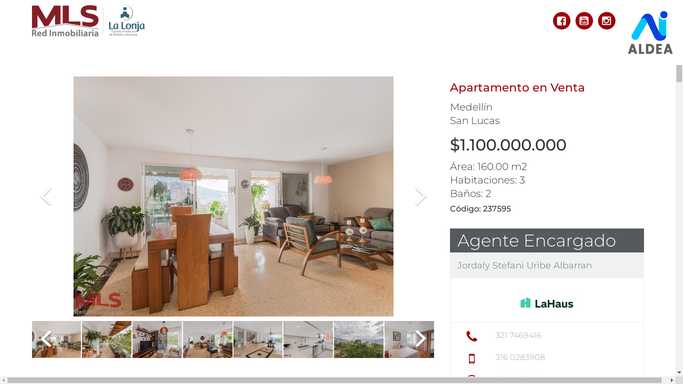 MLS
Red Inmobiliaria
La Lonja
ALDEA
Apartamento en Venta
Medellín
San Lucas
$1.100.000.000
Área: 160.00 m2
Habitaciones: 3
Baños: 2
Código: 237595
Agente Encargado
Jordaly Stefani Uribe Albarran
LaHaus
321 7469416
316 0283908
MLS